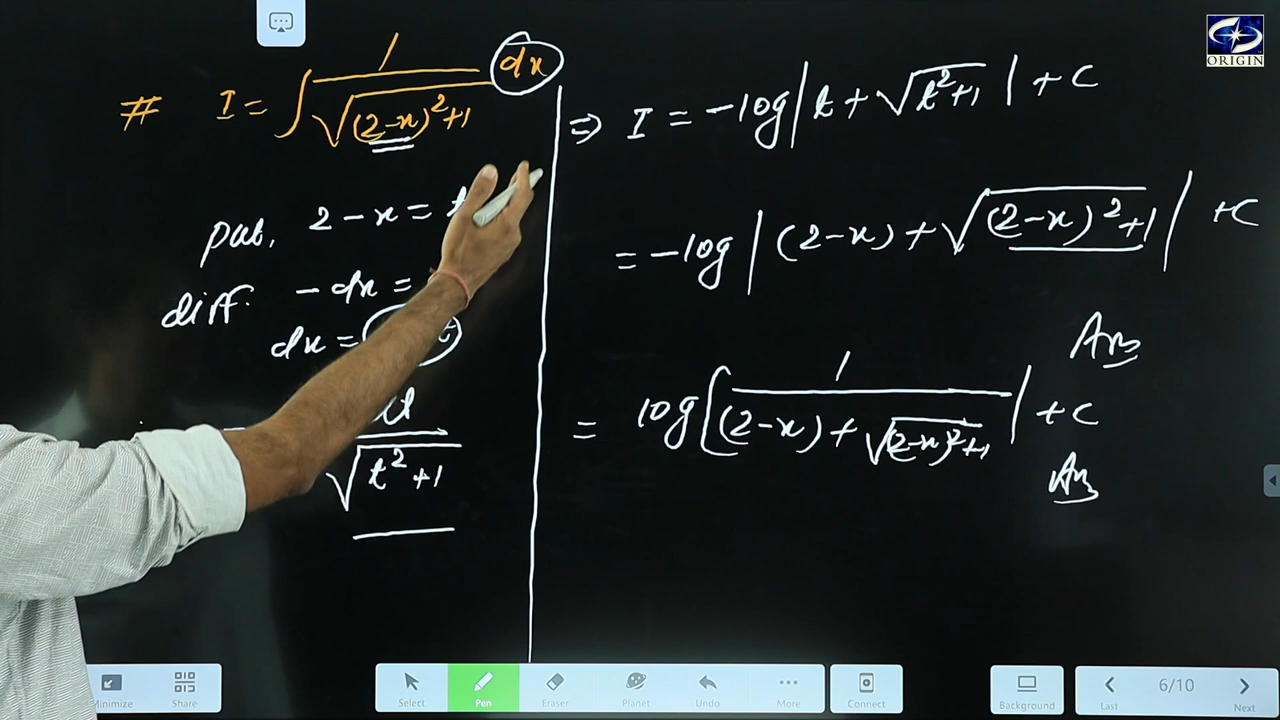 ORIGIN
# I = ∫ 1/√((2-x)²+1) dx
put, 2 - x =
diff. - dx =
dx =
√(t²+1)
⇒ I = -log|t + √(t²+1)| + C
= -log|(2-x) + √((2-x)²+1)| + C
Ans
= log|1/((2-x) + √((2-x)²+1))| + C
Ans
Minimize
Share
Select
Pen
Eraser
Planet
Undo
More
Connect
Background
Last
6/10
Next